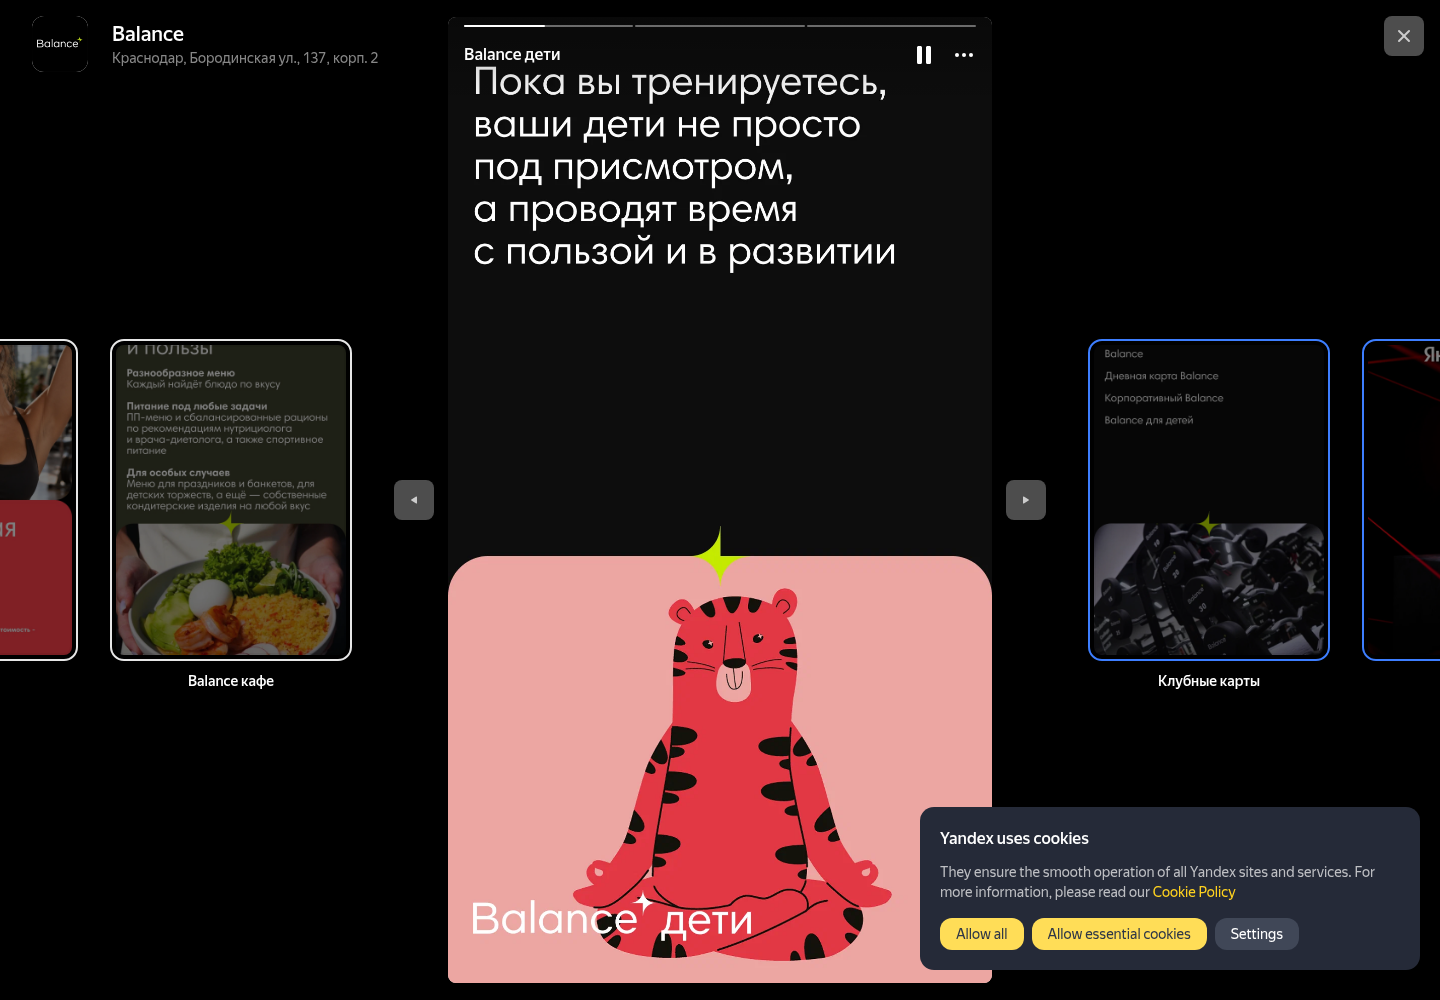 Balance
Balance
Краснодар, Бородинская ул., 137, корп. 2
Balance дети
Пока вы тренируетесь,
ваши дети не просто
под присмотром,
а проводят время
с пользой и в развитии
Balance дети
и пользы
Разнообразное меню
Каждый найдёт блюдо по вкусу
Питание под любые задачи
ПП-меню и сбалансированные рационы
по рекомендациям нутрициолога
и врача-диетолога, а также спортивное
питание
Для особых случаев
Меню для праздников и банкетов, для
детских торжеств, а ещё — собственные
кондитерские изделия на любой вкус
Balance кафе
Balance
Дневная карта Balance
Корпоративный Balance
Balance для детей
Клубные карты
Yandex uses cookies
They ensure the smooth operation of all Yandex sites and services. For
more information, please read our Cookie Policy
Allow all
Allow essential cookies
Settings